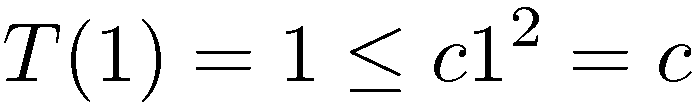 T(1) = 1 ≤ c1² = c